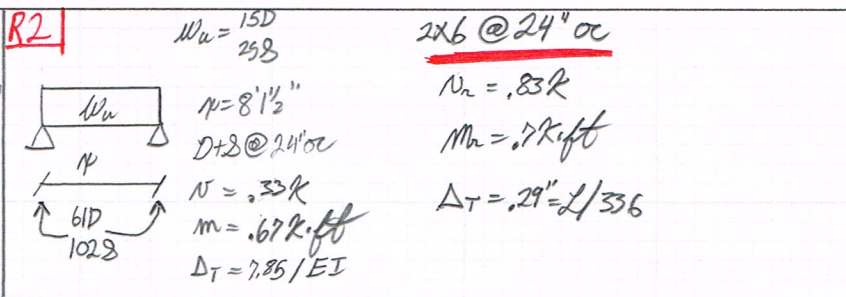 R2
Wu = 15D
25S
Wu
r = 8'1½"
D+S @ 24" oc
r
61D
102S
v = .33K
m = .67K·ft
ΔT = 7.85/EI
2x6 @ 24" oc
Vr = .83K
Mr = .7K·ft
ΔT = .29" = L/336